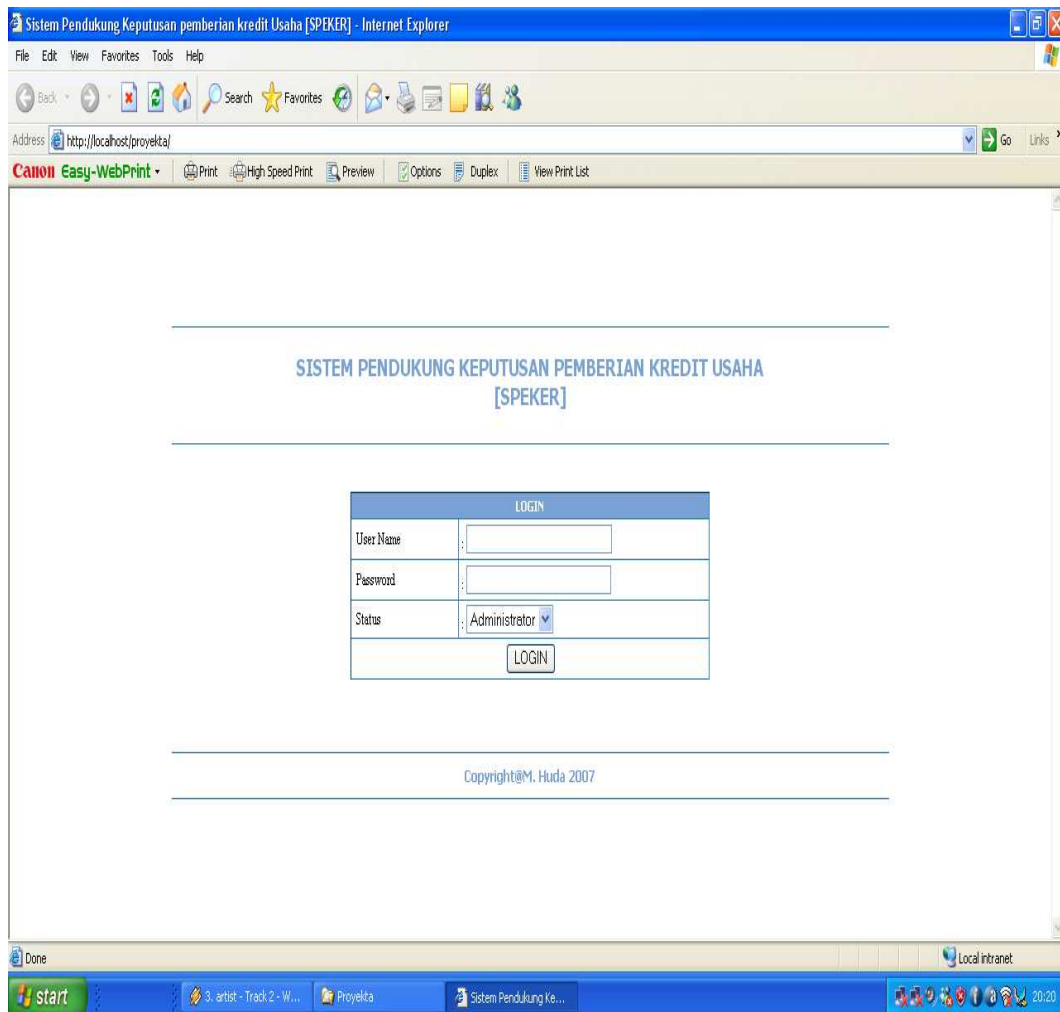 Sistem Pendukung Keputusan pemberian kredit Usaha [SPEKER] - Internet Explorer
File Edit View Favorites Tools Help
Back Search Favorites
Address http://localhost/proyekta/ Go Links
Canon Easy-WebPrint Print High Speed Print Preview Options Duplex View Print List
SISTEM PENDUKUNG KEPUTUSAN PEMBERIAN KREDIT USAHA
[SPEKER]
LOGIN
User Name :
Password :
Status : Administrator
LOGIN
Copyright@M. Huda 2007
Done Local intranet
start 3. artist - Track 2 - W... Proyekta Sistem Pendukung Ke... 20:20